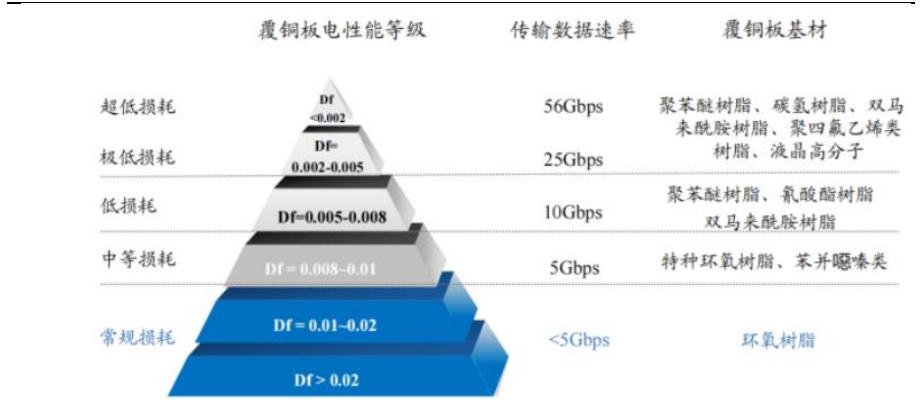 覆铜板电性能等级 传输数据速率 覆铜板基材
超低损耗 Df <0.002 56Gbps 聚苯醚树脂、碳氢树脂、双马
来酰胺树脂、聚四氟乙烯类
极低损耗 Df= 0.002-0.005 25Gbps 树脂、液晶高分子
低损耗 Df=0.005-0.008 10Gbps 聚苯醚树脂、氰酸酯树脂
双马来酰胺树脂
中等损耗 Df = 0.008~0.01 5Gbps 特种环氧树脂、苯并噁嗪类
Df = 0.01~0.02
常规损耗 <5Gbps 环氧树脂
Df > 0.02